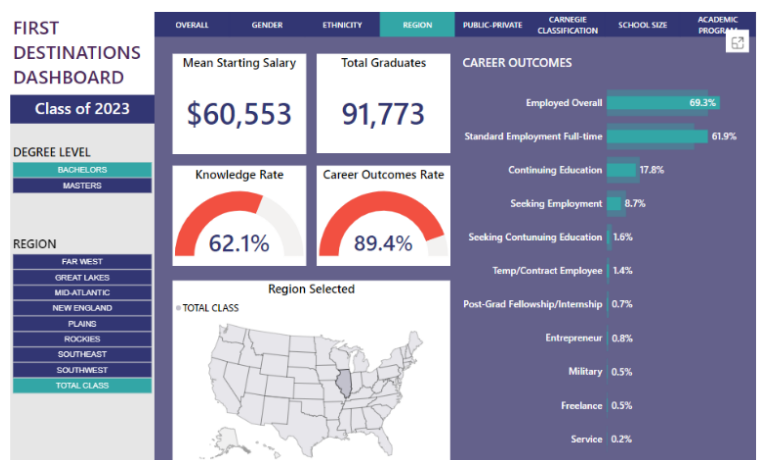 FIRST
DESTINATIONS
DASHBOARD
Class of 2023
DEGREE LEVEL
BACHELORS
MASTERS
REGION
FAR WEST
GREAT LAKES
MID-ATLANTIC
NEW ENGLAND
PLAINS
ROCKIES
SOUTHEAST
SOUTHWEST
TOTAL CLASS
OVERALL
GENDER
ETHNICITY
REGION
PUBLIC-PRIVATE
CARNEGIE
CLASSIFICATION
SCHOOL SIZE
ACADEMIC
PROGRAM
Mean Starting Salary
$60,553
Total Graduates
91,773
Knowledge Rate
62.1%
Career Outcomes Rate
89.4%
Region Selected
TOTAL CLASS
CAREER OUTCOMES
Employed Overall 69.3%
Standard Employment Full-time 61.9%
Continuing Education 17.8%
Seeking Employment 8.7%
Seeking Contunuing Education 1.6%
Temp/Contract Employee 1.4%
Post-Grad Fellowship/Internship 0.7%
Entrepreneur 0.8%
Military 0.5%
Freelance 0.5%
Service 0.2%